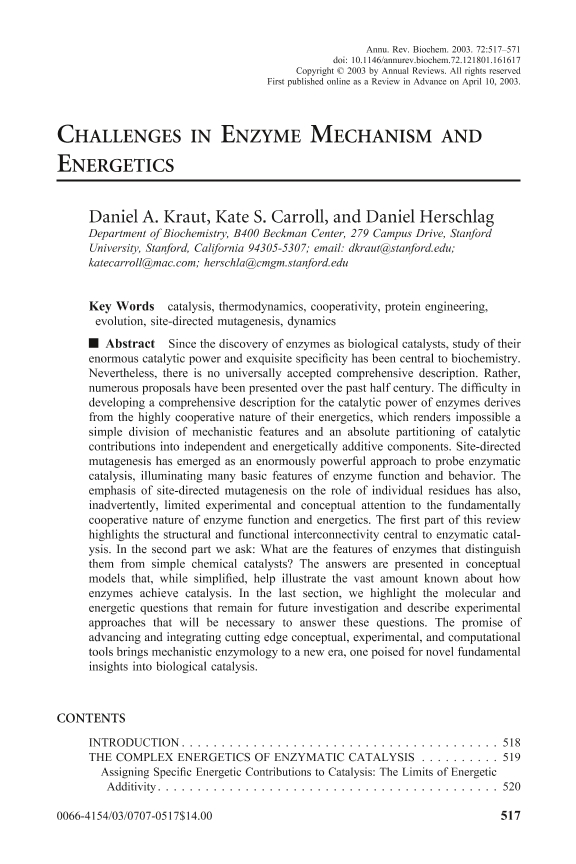 Annu. Rev. Biochem. 2003. 72:517–571
doi: 10.1146/annurev.biochem.72.121801.161617
Copyright © 2003 by Annual Reviews. All rights reserved
First published online as a Review in Advance on April 10, 2003.
CHALLENGES IN ENZYME MECHANISM AND
ENERGETICS
Daniel A. Kraut, Kate S. Carroll, and Daniel Herschlag
Department of Biochemistry, B400 Beckman Center, 279 Campus Drive, Stanford
University, Stanford, California 94305-5307; email: dkraut@stanford.edu;
katecarroll@mac.com; herschla@cmgm.stanford.edu
Key Words catalysis, thermodynamics, cooperativity, protein engineering,
evolution, site-directed mutagenesis, dynamics
■ Abstract Since the discovery of enzymes as biological catalysts, study of their
enormous catalytic power and exquisite specificity has been central to biochemistry.
Nevertheless, there is no universally accepted comprehensive description. Rather,
numerous proposals have been presented over the past half century. The difficulty in
developing a comprehensive description for the catalytic power of enzymes derives
from the highly cooperative nature of their energetics, which renders impossible a
simple division of mechanistic features and an absolute partitioning of catalytic
contributions into independent and energetically additive components. Site-directed
mutagenesis has emerged as an enormously powerful approach to probe enzymatic
catalysis, illuminating many basic features of enzyme function and behavior. The
emphasis of site-directed mutagenesis on the role of individual residues has also,
inadvertently, limited experimental and conceptual attention to the fundamentally
cooperative nature of enzyme function and energetics. The first part of this review
highlights the structural and functional interconnectivity central to enzymatic catal-
ysis. In the second part we ask: What are the features of enzymes that distinguish
them from simple chemical catalysts? The answers are presented in conceptual
models that, while simplified, help illustrate the vast amount known about how
enzymes achieve catalysis. In the last section, we highlight the molecular and
energetic questions that remain for future investigation and describe experimental
approaches that will be necessary to answer these questions. The promise of
advancing and integrating cutting edge conceptual, experimental, and computational
tools brings mechanistic enzymology to a new era, one poised for novel fundamental
insights into biological catalysis.
CONTENTS
INTRODUCTION . . . . . . . . . . . . . . . . . . . . . . . . . . . . . . . . . . . . . . . . 518
THE COMPLEX ENERGETICS OF ENZYMATIC CATALYSIS . . . . . . . . . . 519
Assigning Specific Energetic Contributions to Catalysis: The Limits of Energetic
Additivity . . . . . . . . . . . . . . . . . . . . . . . . . . . . . . . . . . . . . . . . . . . 520
0066-4154/03/0707-0517$14.00 517